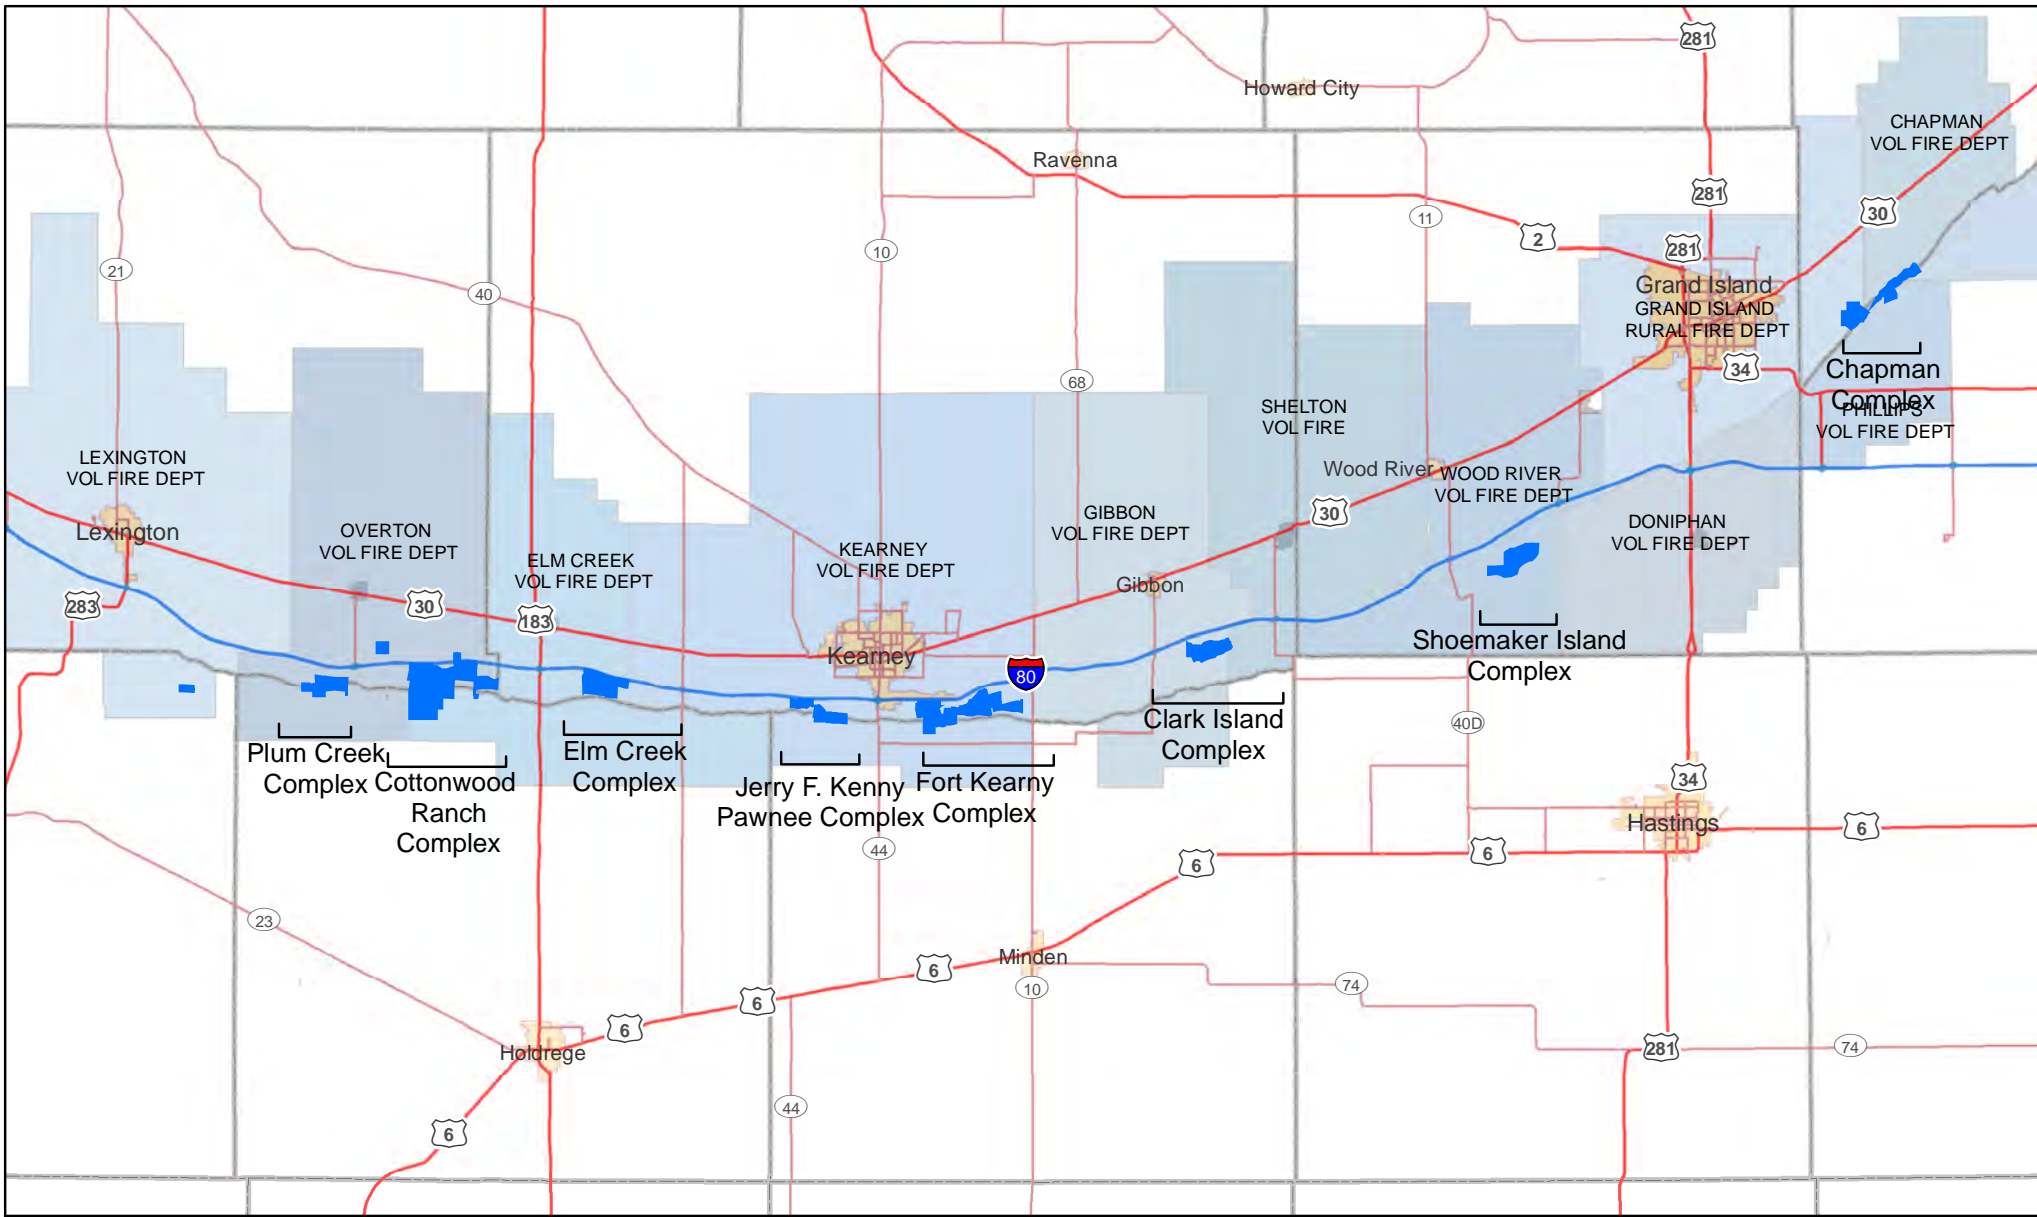 281
Howard City
CHAPMAN
VOL FIRE DEPT
Ravenna
281
11
30
2
10
281
21
40
Grand Island
GRAND ISLAND
RURAL FIRE DEPT
34
Chapman
Complex
PHILLIPS
VOL FIRE DEPT
68
SHELTON
VOL FIRE
LEXINGTON
VOL FIRE DEPT
Wood River
WOOD RIVER
VOL FIRE DEPT
30
Lexington
OVERTON
VOL FIRE DEPT
GIBBON
VOL FIRE DEPT
DONIPHAN
VOL FIRE DEPT
ELM CREEK
VOL FIRE DEPT
KEARNEY
VOL FIRE DEPT
Gibbon
283
30
183
Kearney
80
Shoemaker Island
Complex
Clark Island
Complex
40D
Plum Creek
Complex
Cottonwood
Ranch
Complex
Elm Creek
Complex
Jerry F. Kenny
Pawnee Complex
Fort Kearny
Complex
34
Hastings
6
44
6
6
23
Minden
6
10
74
6
6
Holdrege
281
74
44
6